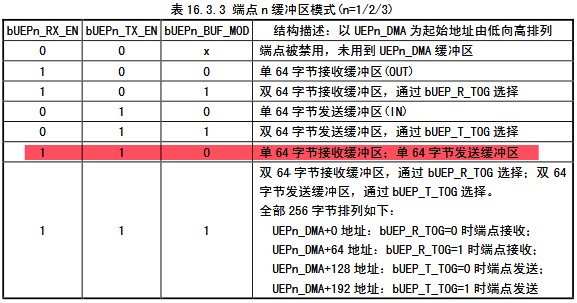 表 16.3.3 端点 n 缓冲区模式(n=1/2/3)
bUEPn_RX_EN bUEPn_TX_EN bUEPn_BUF_MOD 结构描述：以 UEPn_DMA 为起始地址由低向高排列
0 0 x 端点被禁用，未用到 UEPn_DMA 缓冲区
1 0 0 单 64 字节接收缓冲区(OUT)
1 0 1 双 64 字节接收缓冲区，通过 bUEP_R_TOG 选择
0 1 0 单 64 字节发送缓冲区(IN)
0 1 1 双 64 字节发送缓冲区，通过 bUEP_T_TOG 选择
1 1 0 单 64 字节接收缓冲区；单 64 字节发送缓冲区
1 1 1 双 64 字节接收缓冲区，通过 bUEP_R_TOG 选择；双 64
字节发送缓冲区，通过 bUEP_T_TOG 选择。
全部 256 字节排列如下：
UEPn_DMA+0 地址：bUEP_R_TOG=0 时端点接收；
UEPn_DMA+64 地址：bUEP_R_TOG=1 时端点接收；
UEPn_DMA+128 地址：bUEP_T_TOG=0 时端点发送；
UEPn_DMA+192 地址：bUEP_T_TOG=1 时端点发送